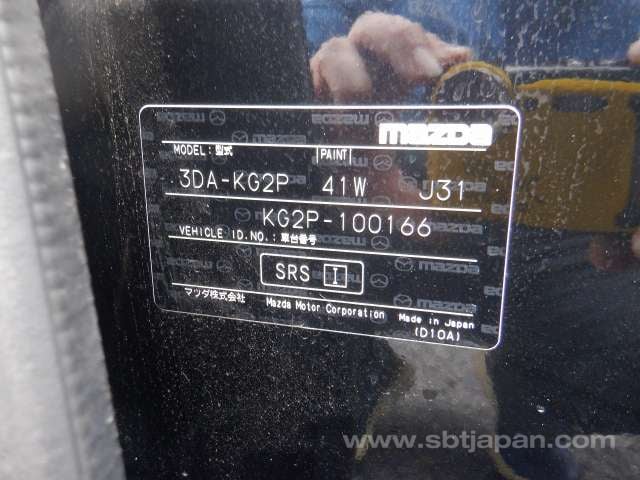 mazda
MODEL: 型式 PAINT
3DA-KG2P 41W J31
KG2P-100166
VEHICLE ID.NO.: 車台番号
SRS I
マツダ株式会社 Mazda Motor Corporation Made in Japan
(D10A)
www.sbtjapan.com